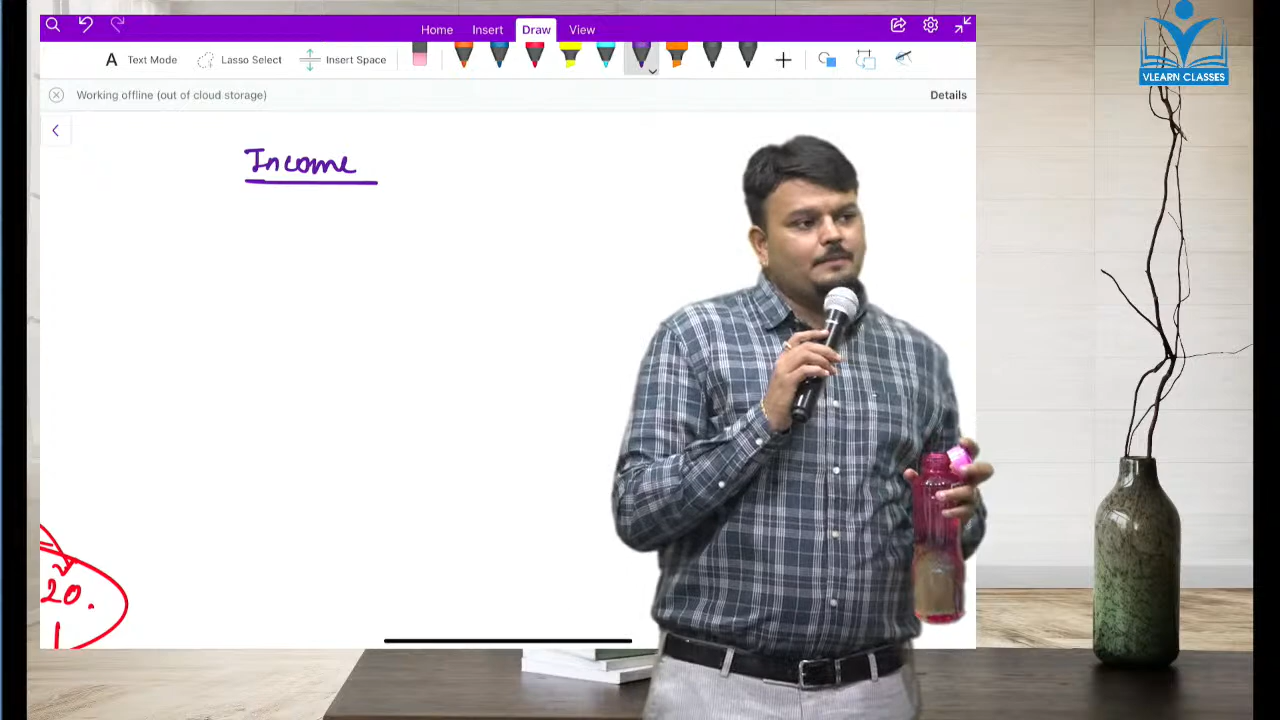 VLEARN CLASSES
Home Insert Draw View
A Text Mode Lasso Select Insert Space
Working offline (out of cloud storage) Details
Income
20.
1